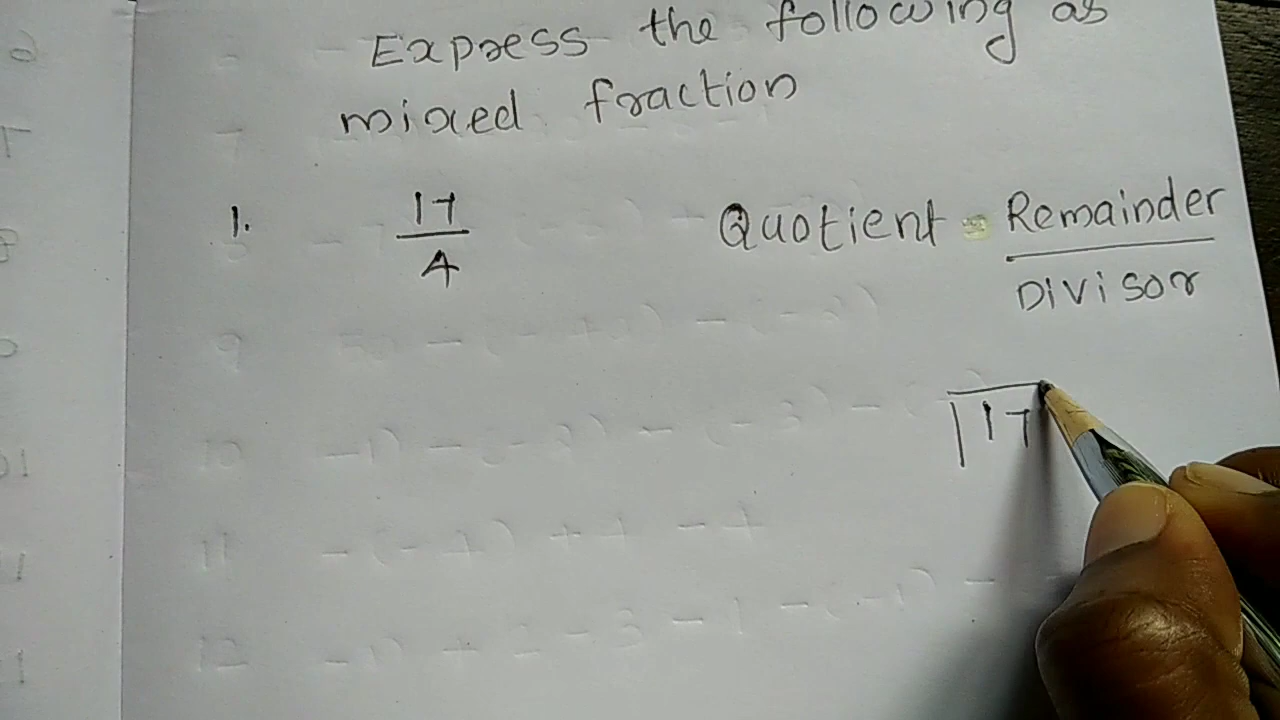 Express the following as
mixed fraction
1. 17/4 Quotient Remainder/Divisor
17